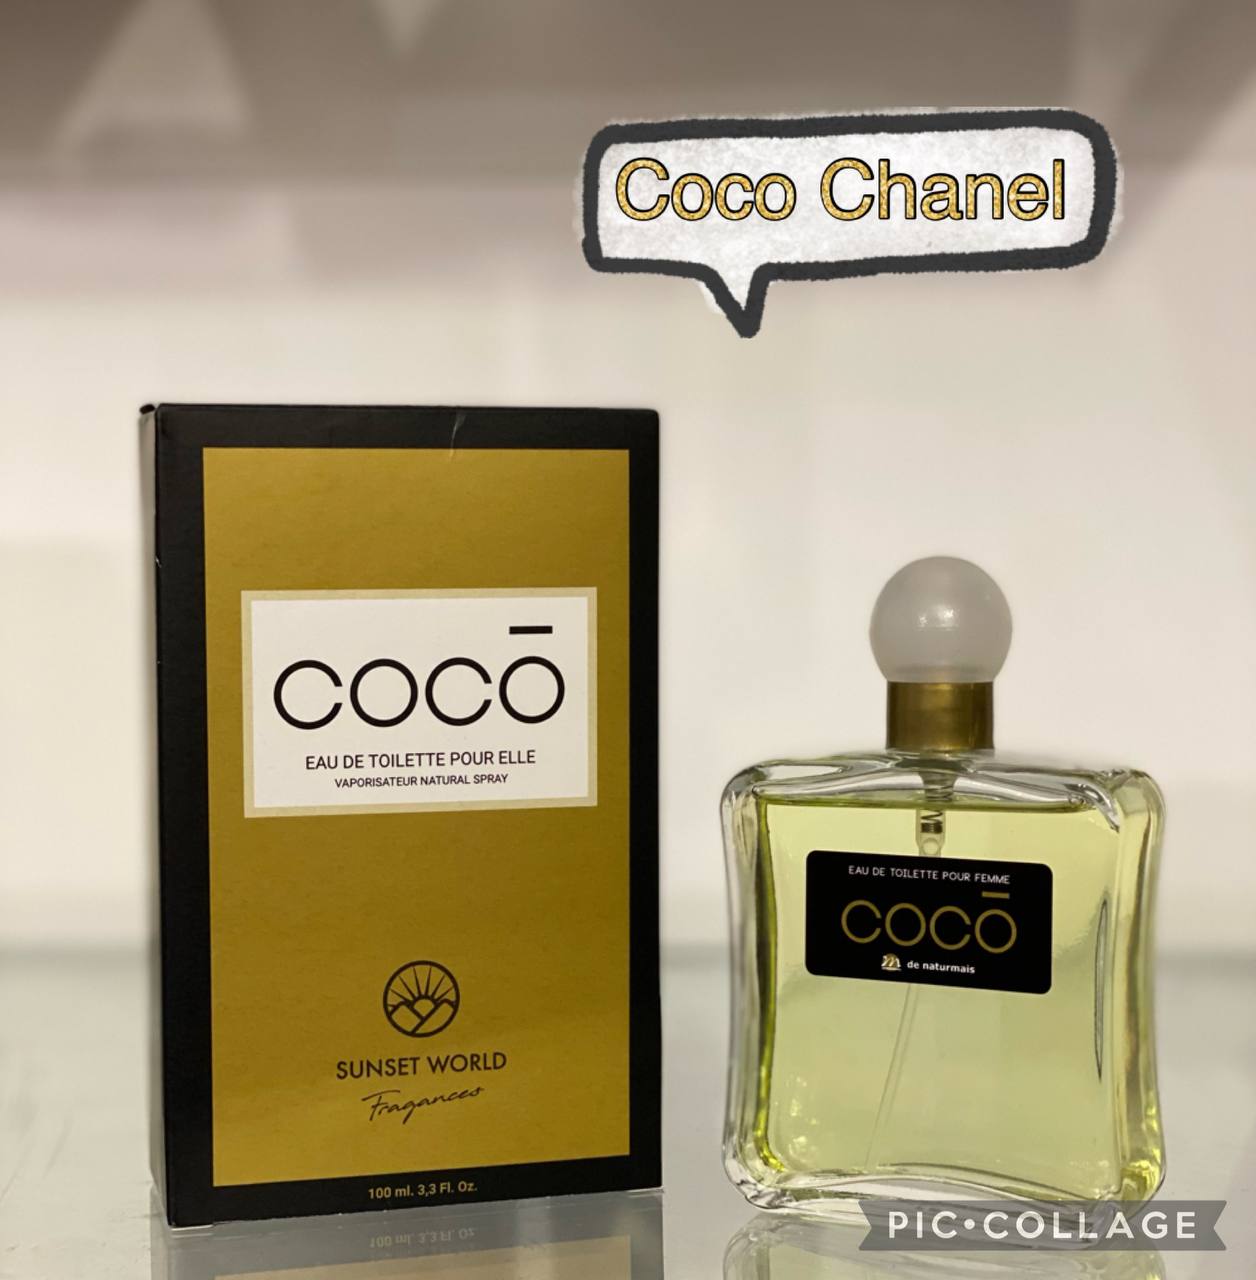 Coco Chanel
COCŌ
EAU DE TOILETTE POUR ELLE
VAPORISATEUR NATURAL SPRAY
SUNSET WORLD
Fragances
100 ml. 3,3 Fl. Oz.
EAU DE TOILETTE POUR FEMME
COCŌ
m de naturmais
PIC•COLLAGE